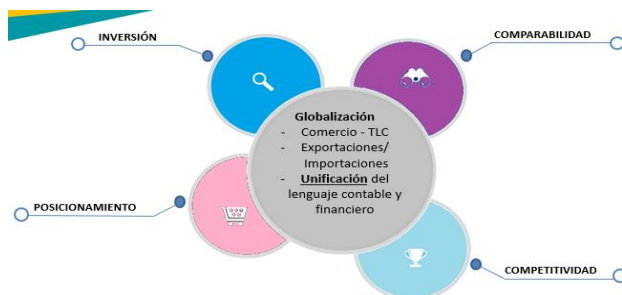 INVERSIÓN
COMPARABILIDAD
Globalización
- Comercio - TLC
- Exportaciones/
Importaciones
- Unificación del
lenguaje contable y
financiero
POSICIONAMIENTO
COMPETITIVIDAD